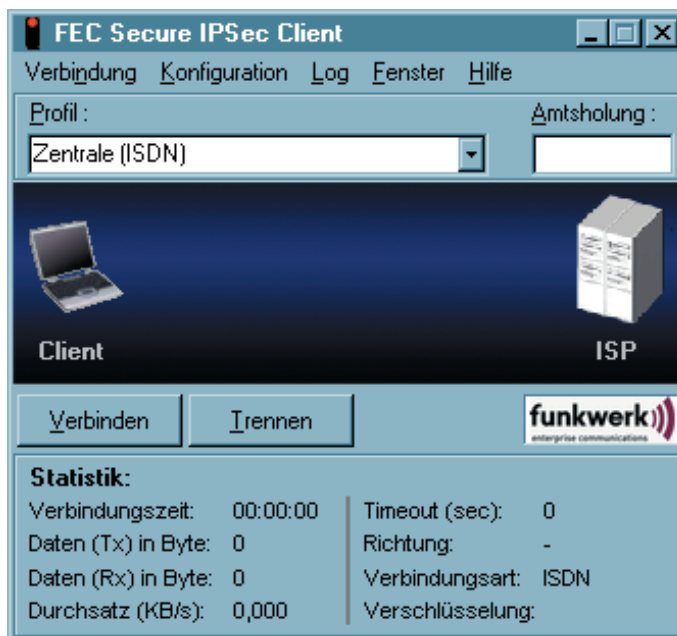 FEC Secure IPSec Client
Verbindung Konfiguration Log Fenster Hilfe
Profil : Amtsholung :
Zentrale (ISDN)
Client ISP
Verbinden Trennen funkwerk
enterprise communications
Statistik:
Verbindungszeit: 00:00:00 Timeout (sec): 0
Daten (Tx) in Byte: 0 Richtung: -
Daten (Rx) in Byte: 0 Verbindungsart: ISDN
Durchsatz (KB/s): 0,000 Verschlüsselung: